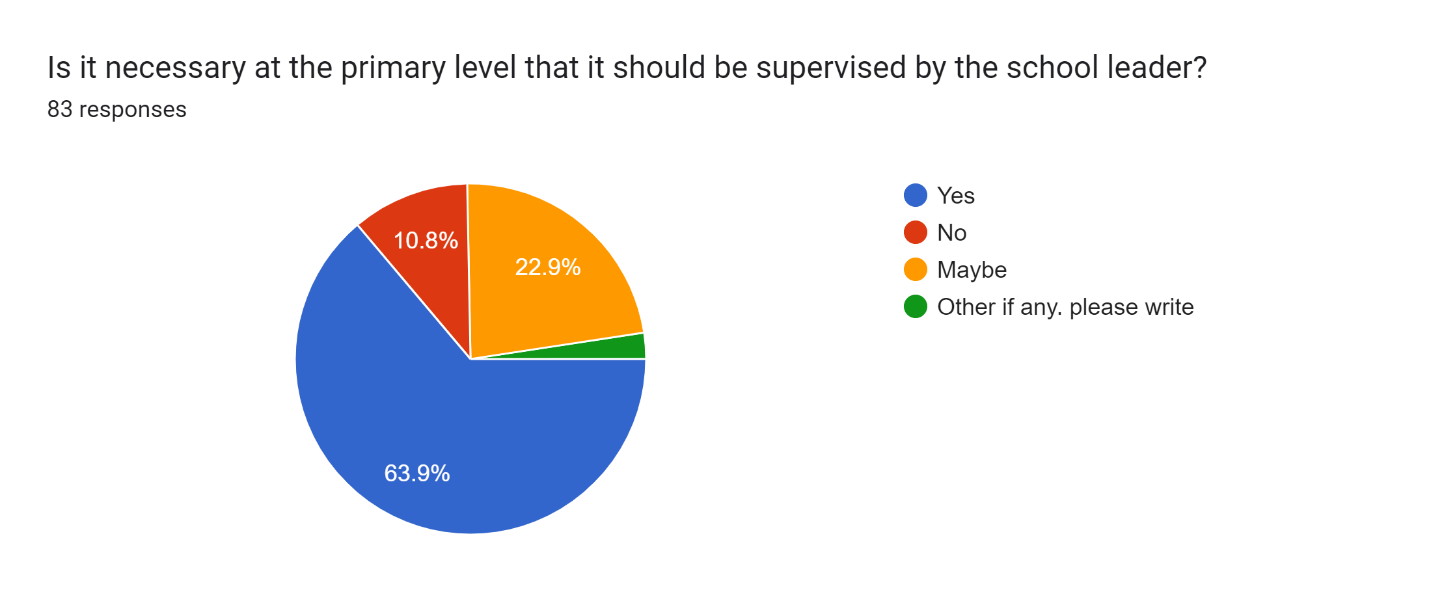 Is it necessary at the primary level that it should be supervised by the school leader?
83 responses
10.8%
22.9%
63.9%
Yes
No
Maybe
Other if any. please write